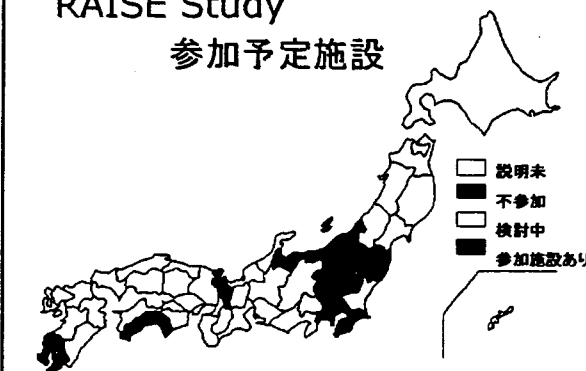 RAISE Study
参加予定施設
説明未
不参加
検討中
参加施設あり